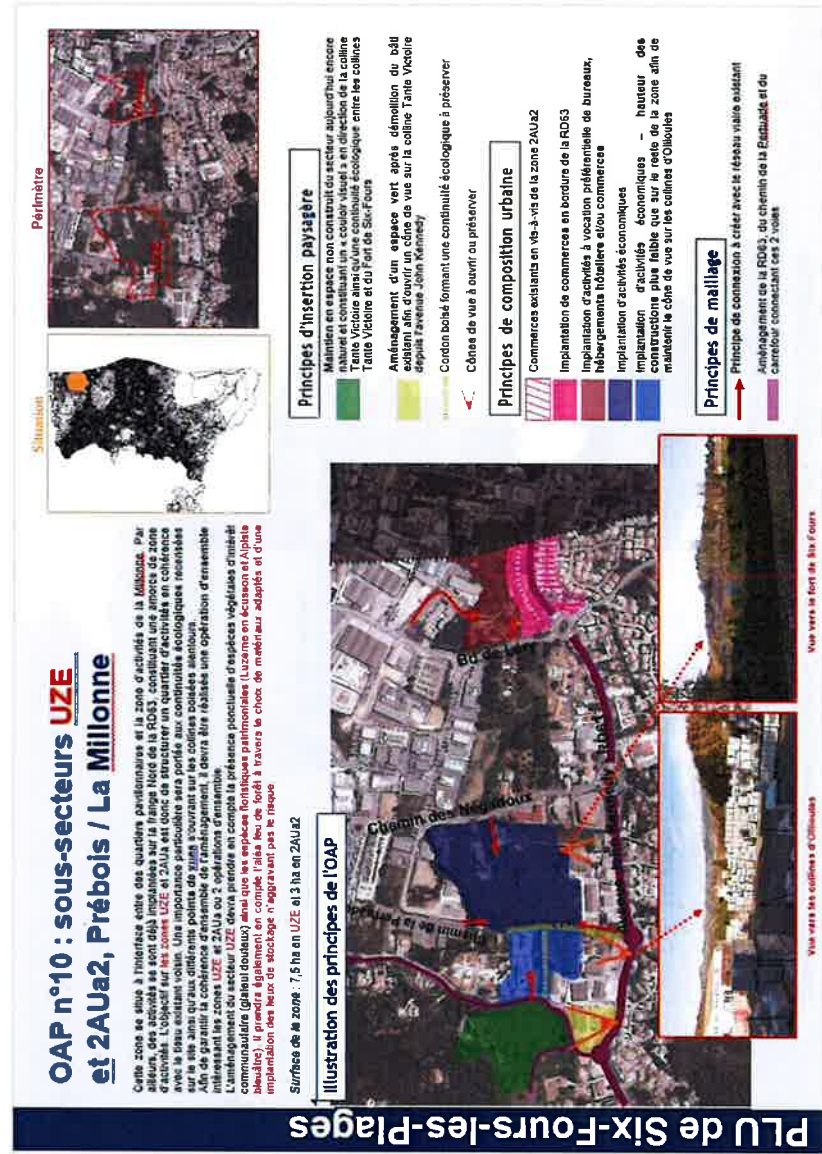 PLU de Six-Fours-les-Plages
OAP n°10 : sous-secteurs UZE
et 2AUa2, Prébois / La Millonne
Cette zone se situe à l'interface entre des quartiers pavillonnaires et la zone d'activités de la Millonne. Par
ailleurs, des activités se sont déjà implantées sur la frange Nord de la RD63, constituant une amorce de zone
d'activités. L'objectif sur les zones UZE et 2AUa est donc de structurer un quartier d'activités en cohérence
avec le tissu existant voisin. Une importance particulière sera portée aux continuités écologiques recensées
sur le site ainsi qu'aux différents points de vues s'ouvrant sur les collines boisées alentours.
Afin de garantir la cohérence d'ensemble de l'aménagement, il devra être réalisés une opération d'ensemble
intéressant les zones UZE et 2AUa ou 2 opérations d'ensemble.
L'aménagement du secteur UZE devra prendre en compte la présence ponctuelle d'espèces végétales d'intérêt
communautaire (glaïeul douteux) ainsi que les espèces floristiques patrimoniales (Luzerne en écusson et Alpiste
bleuâtre). Il prendra également en compte l'aléa feu de forêt à travers le choix de matériaux adaptés et d'une
implantation des lieux de stockage n'aggravant pas le risque
Surface de la zone : 7,5 ha en UZE et 3 ha en 2AUa2
Situation
Périmètre
UZE
Illustration des principes de l'OAP
Chemin des Négadoux
Chemin de la Pertuade
Bd de Léry
Kennedy
Principes d'insertion paysagère
Maintien en espace non construit du secteur aujourd'hui encore
naturel et constituant un « couloir visuel » en direction de la colline
Tante Victoire ainsi qu'une continuité écologique entre les collines
Tante Victoire et du Fort de Six-Fours
Aménagement d'un espace vert après démolition du bâti
existant afin d'ouvrir un cône de vue sur la colline Tante Victoire
depuis l'avenue John Kennedy
Cordon boisé formant une continuité écologique à préserver
Cônes de vue à ouvrir ou préserver
Principes de composition urbaine
Commerces existants en vis-à-vis de la zone 2AUa2
Implantation de commerces en bordure de la RD63
Implantation d'activités à vocation préférentielle de bureaux,
hébergements hôteliers et/ou commerces
Implantation d'activités économiques
Implantation d'activités économiques – hauteur des
constructions plus faible que sur le reste de la zone afin de
maintenir le cône de vue sur les collines d'Ollioules
Principes de maillage
Principe de connexion à créer avec le réseau viaire existant
Aménagement de la RD63, du chemin de la Pertuade et du
carrefour connectant ces 2 voies
Vue vers les collines d'Ollioules
Vue vers le fort de Six Fours